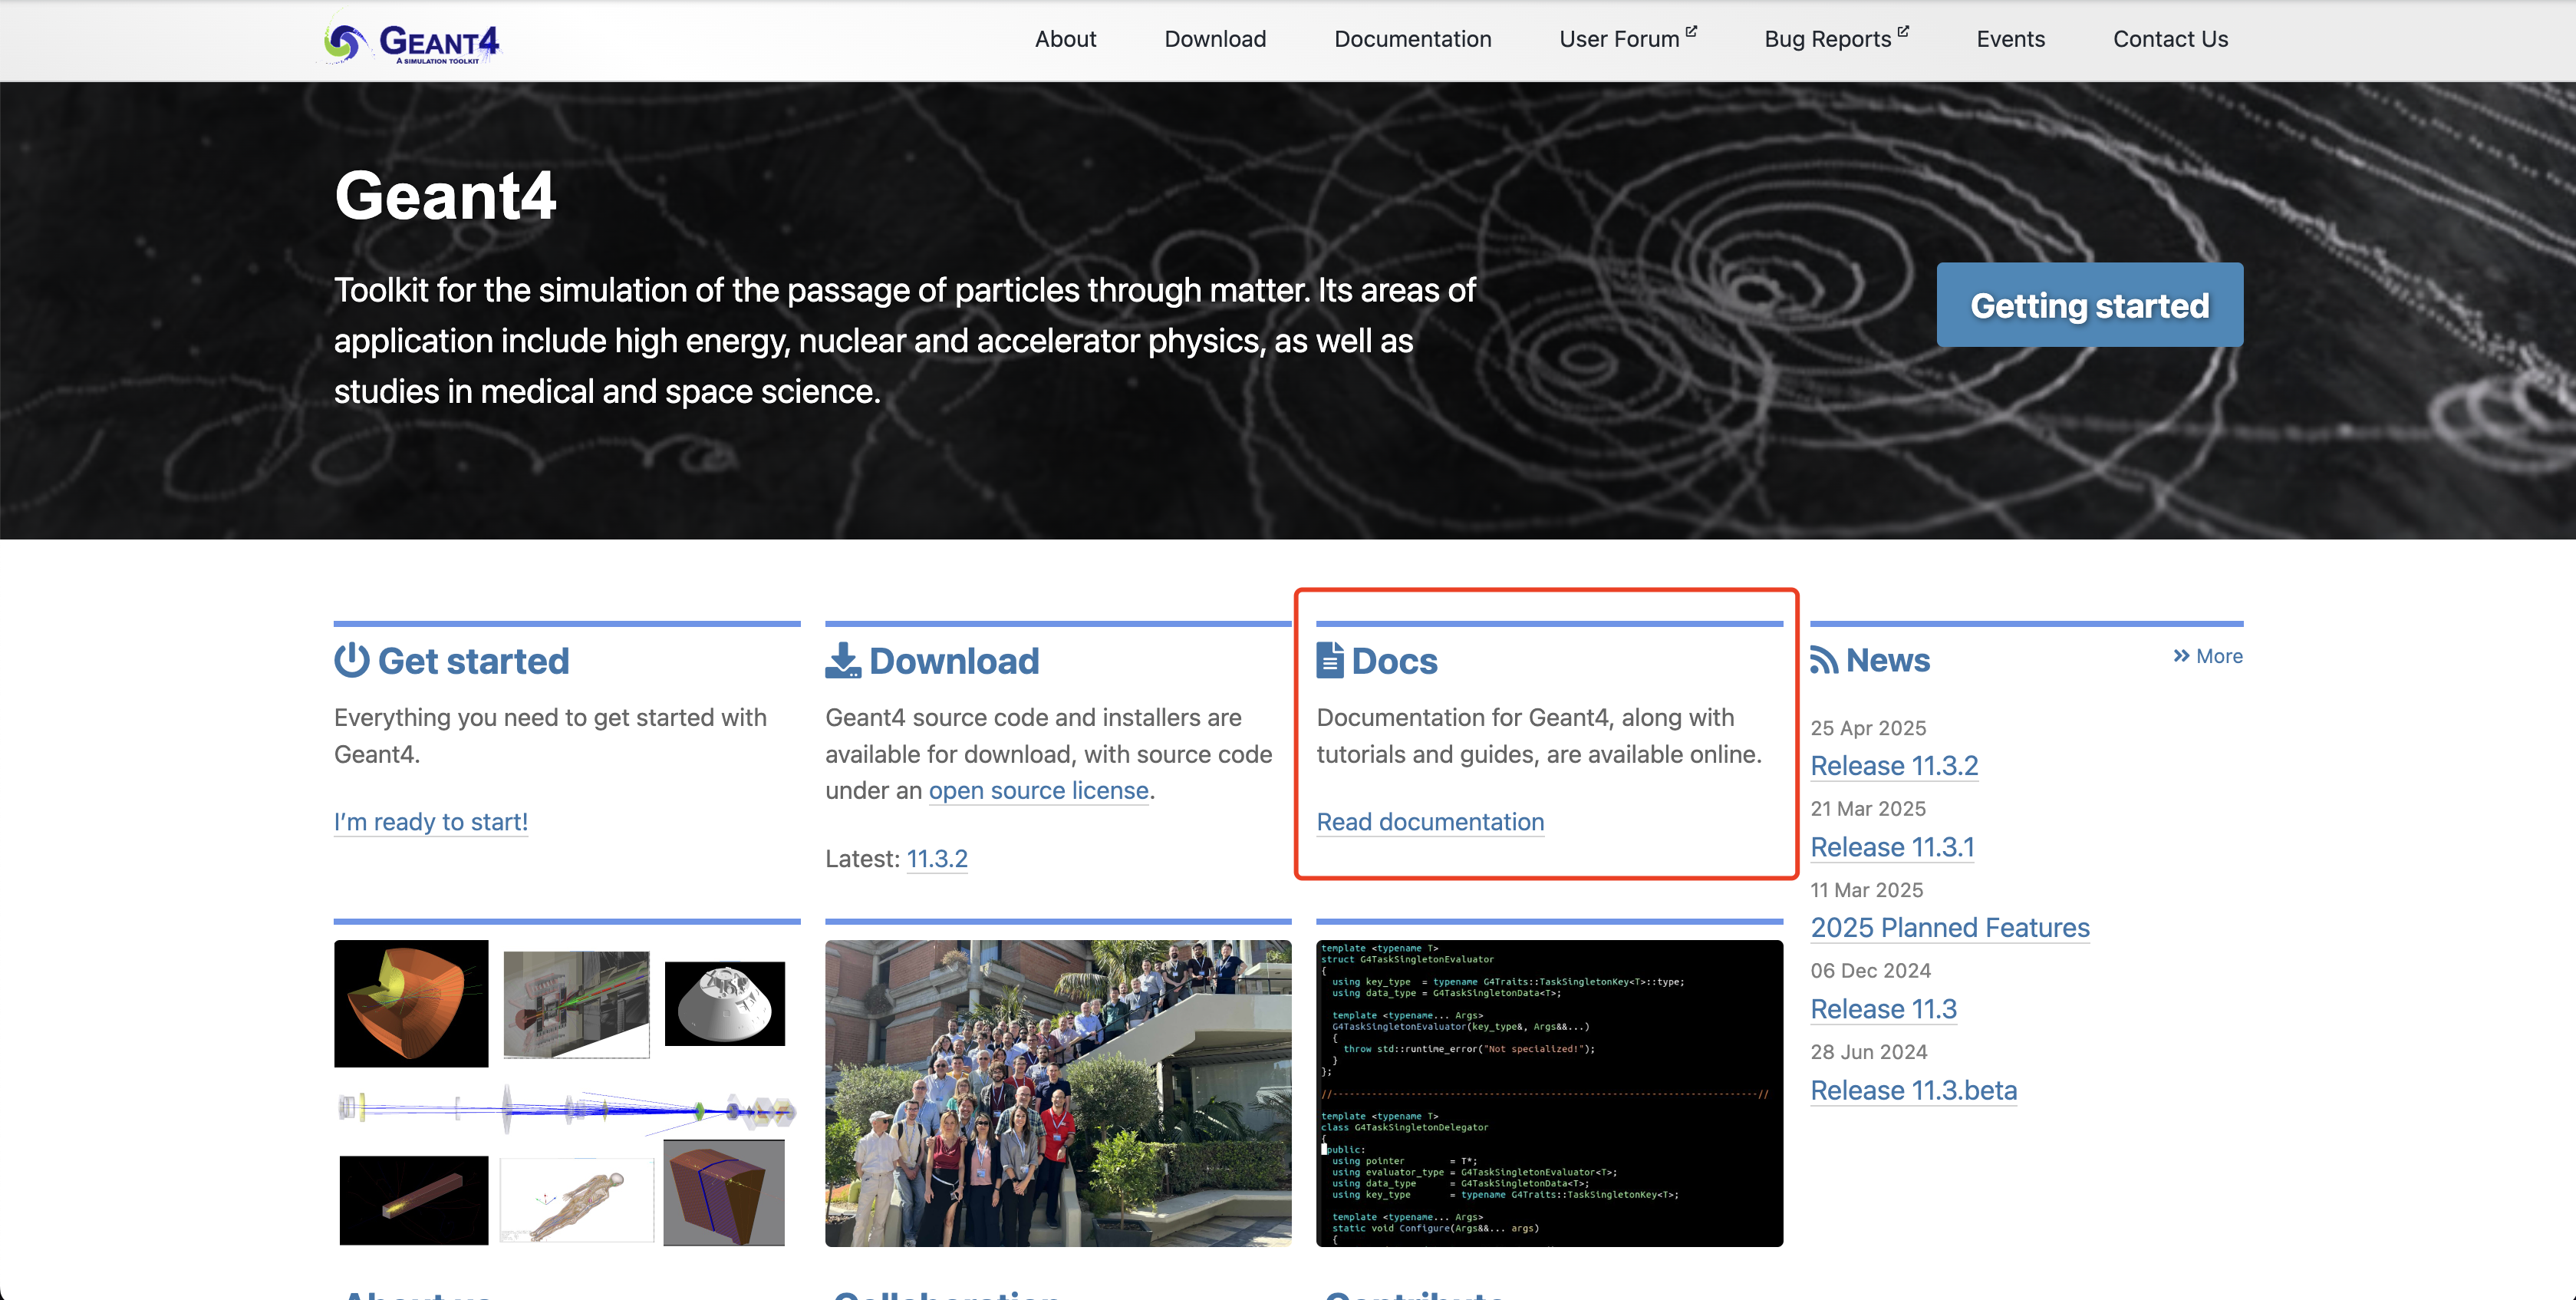 GEANT4
A SIMULATION TOOLKIT
About
Download
Documentation
User Forum
Bug Reports
Events
Contact Us
Geant4
Toolkit for the simulation of the passage of particles through matter. Its areas of
application include high energy, nuclear and accelerator physics, as well as
studies in medical and space science.
Getting started
Get started
Everything you need to get started with
Geant4.
I’m ready to start!
Download
Geant4 source code and installers are
available for download, with source code
under an open source license.
Latest: 11.3.2
Docs
Documentation for Geant4, along with
tutorials and guides, are available online.
Read documentation
News
» More
25 Apr 2025
Release 11.3.2
21 Mar 2025
Release 11.3.1
11 Mar 2025
2025 Planned Features
06 Dec 2024
Release 11.3
28 Jun 2024
Release 11.3.beta
template <typename T>
struct G4TaskSingletonEvaluator
{
using key_type = typename G4Traits::TaskSingletonKey<T>::type;
using data_type = G4TaskSingletonData<T>;
template <typename... Args>
G4TaskSingletonEvaluator(key_type&, Args&&...)
{
throw std::runtime_error("Not specialized!");
}
};
//------------------------------------------------------------------------------//
template <typename T>
class G4TaskSingletonDelegator
{
public:
using pointer = T*;
using evaluator_type = G4TaskSingletonEvaluator<T>;
using data_type = G4TaskSingletonData<T>;
using key_type = typename G4Traits::TaskSingletonKey<T>;
template <typename... Args>
static void Configure(Args&&... args)
{
About us
Collaboration
Contribute